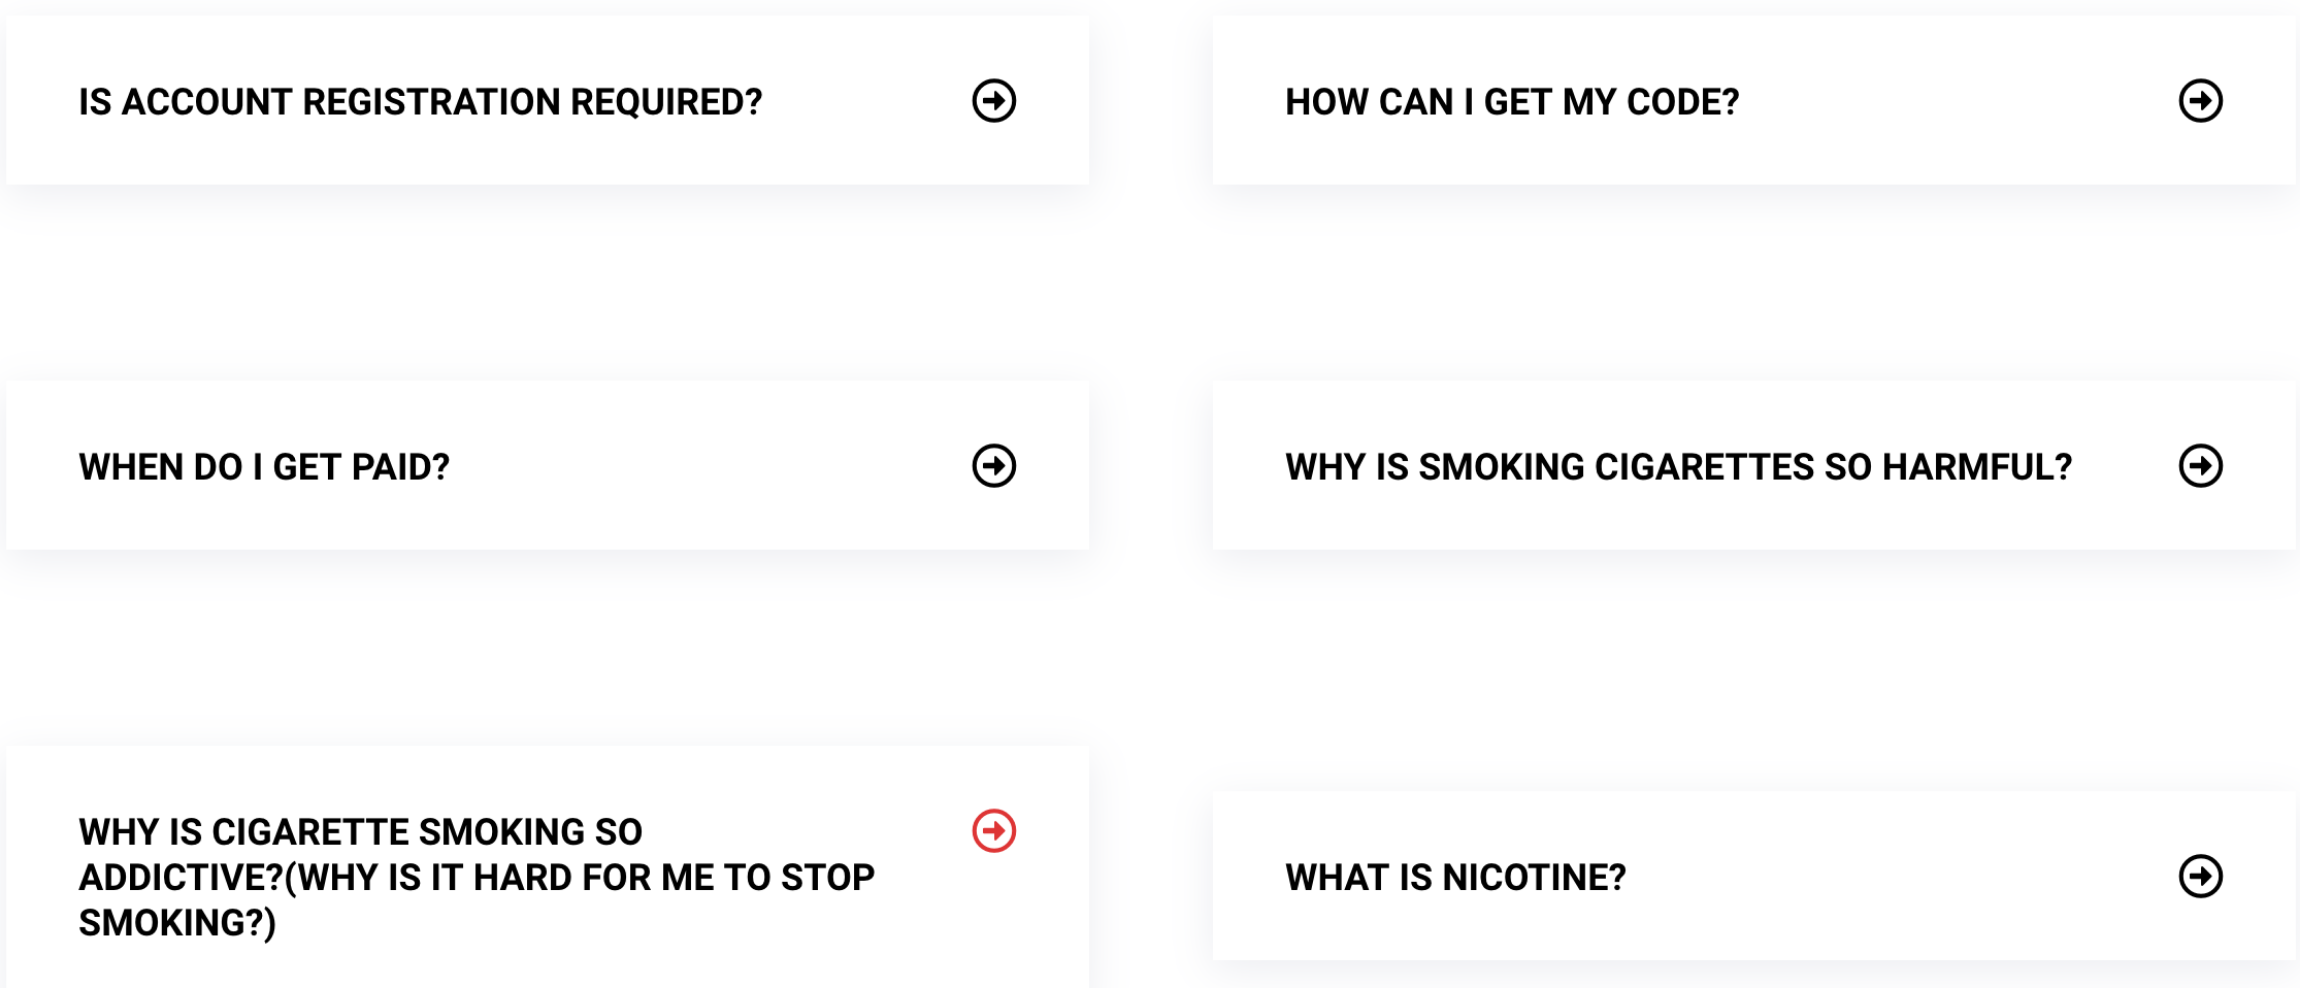 IS ACCOUNT REGISTRATION REQUIRED?
HOW CAN I GET MY CODE?
WHEN DO I GET PAID?
WHY IS SMOKING CIGARETTES SO HARMFUL?
WHY IS CIGARETTE SMOKING SO
ADDICTIVE?(WHY IS IT HARD FOR ME TO STOP
SMOKING?)
WHAT IS NICOTINE?